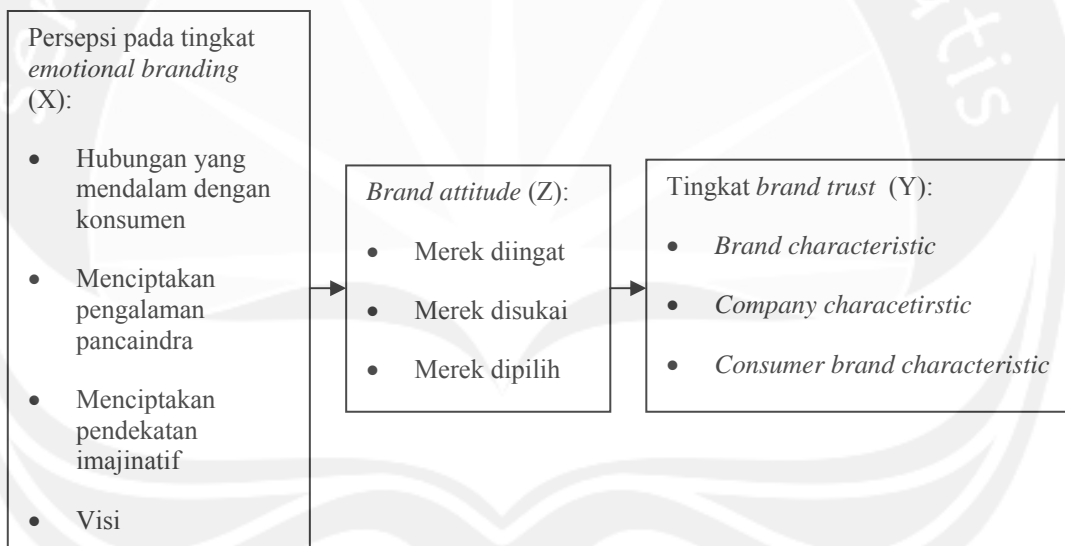 Persepsi pada tingkat
emotional branding
(X):
• Hubungan yang
mendalam dengan
konsumen
• Menciptakan
pengalaman
pancaindra
• Menciptakan
pendekatan
imajinatif
• Visi
Brand attitude (Z):
• Merek diingat
• Merek disukai
• Merek dipilih
Tingkat brand trust (Y):
• Brand characteristic
• Company characetirstic
• Consumer brand characteristic